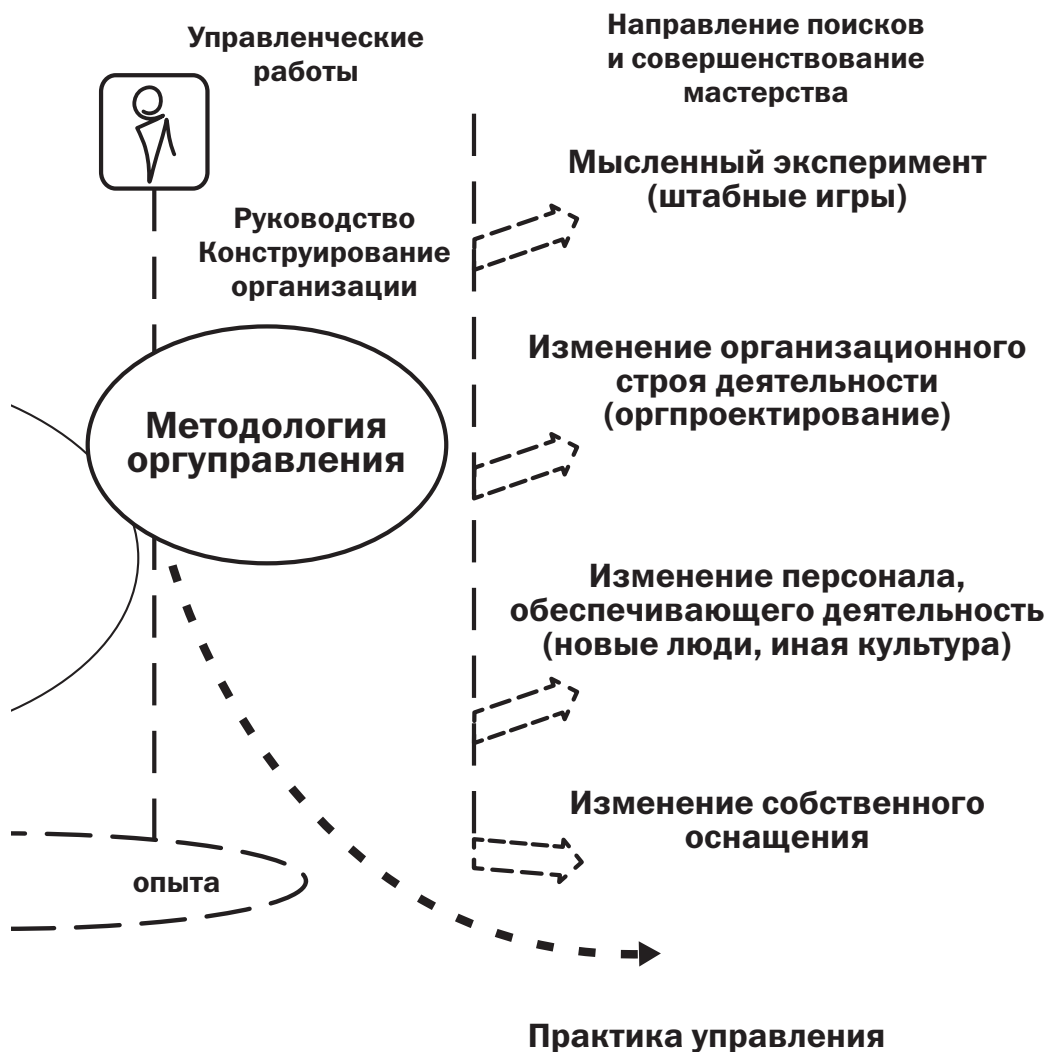 Управленческие
работы
Направление поисков
и совершенствование
мастерства
Мысленный эксперимент
(штабные игры)
Руководство
Конструирование
организации
Изменение организационного
строя деятельности
(оргпроектирование)
Методология
оргуправления
Изменение персонала,
обеспечивающего деятельность
(новые люди, иная культура)
Изменение собственного
оснащения
опыта
Практика управления